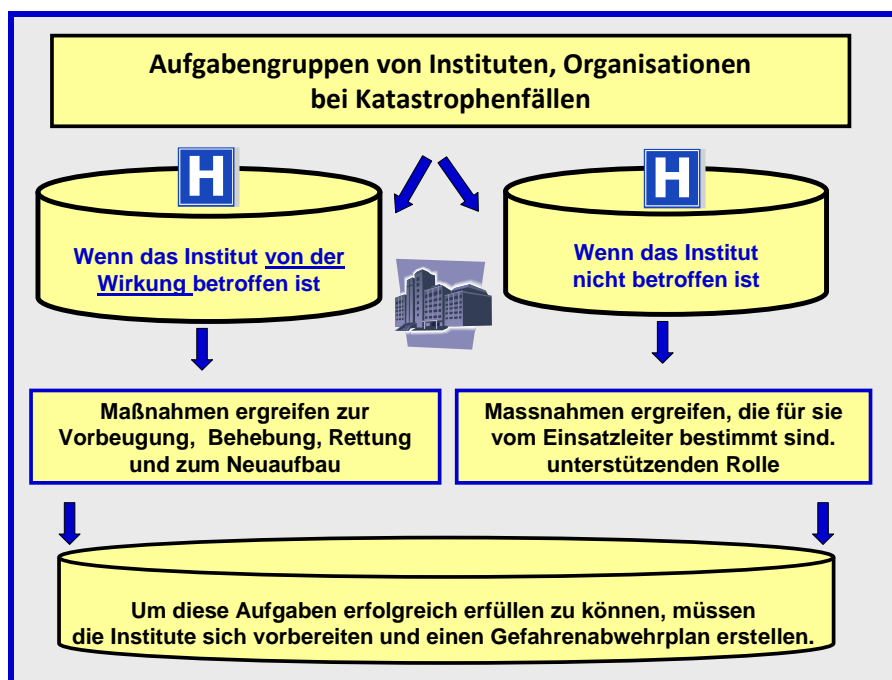 Aufgabengruppen von Instituten, Organisationen
bei Katastrophenfällen
H
H
Wenn das Institut von der
Wirkung betroffen ist
Wenn das Institut
nicht betroffen ist
Maßnahmen ergreifen zur
Vorbeugung, Behebung, Rettung
und zum Neuaufbau
Massnahmen ergreifen, die für sie
vom Einsatzleiter bestimmt sind.
unterstützenden Rolle
Um diese Aufgaben erfolgreich erfüllen zu können, müssen
die Institute sich vorbereiten und einen Gefahrenabwehrplan erstellen.